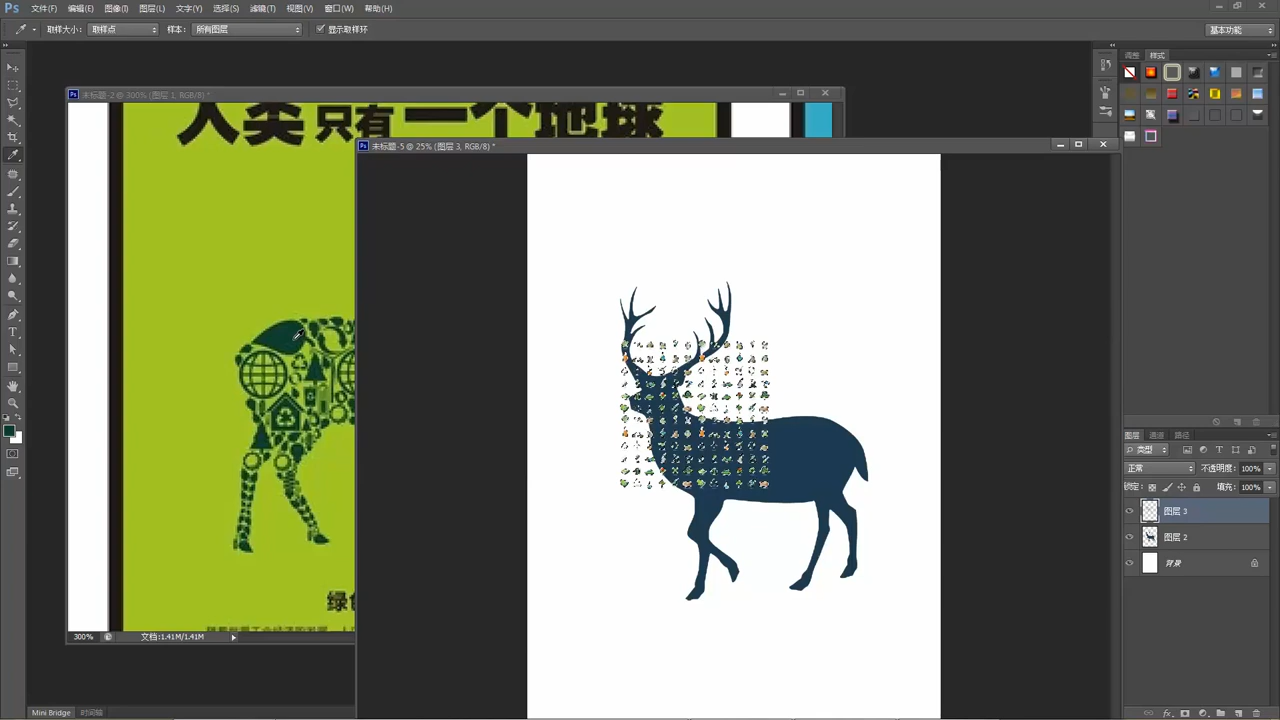 Ps 文件(F) 编辑(E) 图像(I) 图层(L) 文字(Y) 选择(S) 滤镜(T) 视图(V) 窗口(W) 帮助(H)
取样大小: 取样点 样本: 所有图层 显示取样环 基本功能
调整 样式
未标题-2 @ 300% (图层 1, RGB/8) *
人类只有一个地球
未标题-5 @ 25% (图层 3, RGB/8) *
图层 通道 路径
类型
正常 不透明度: 100%
锁定: 填充: 100%
图层 3
图层 2
背景
绿色
300% 文档:1.41M/1.41M
Mini Bridge 时间轴
fx